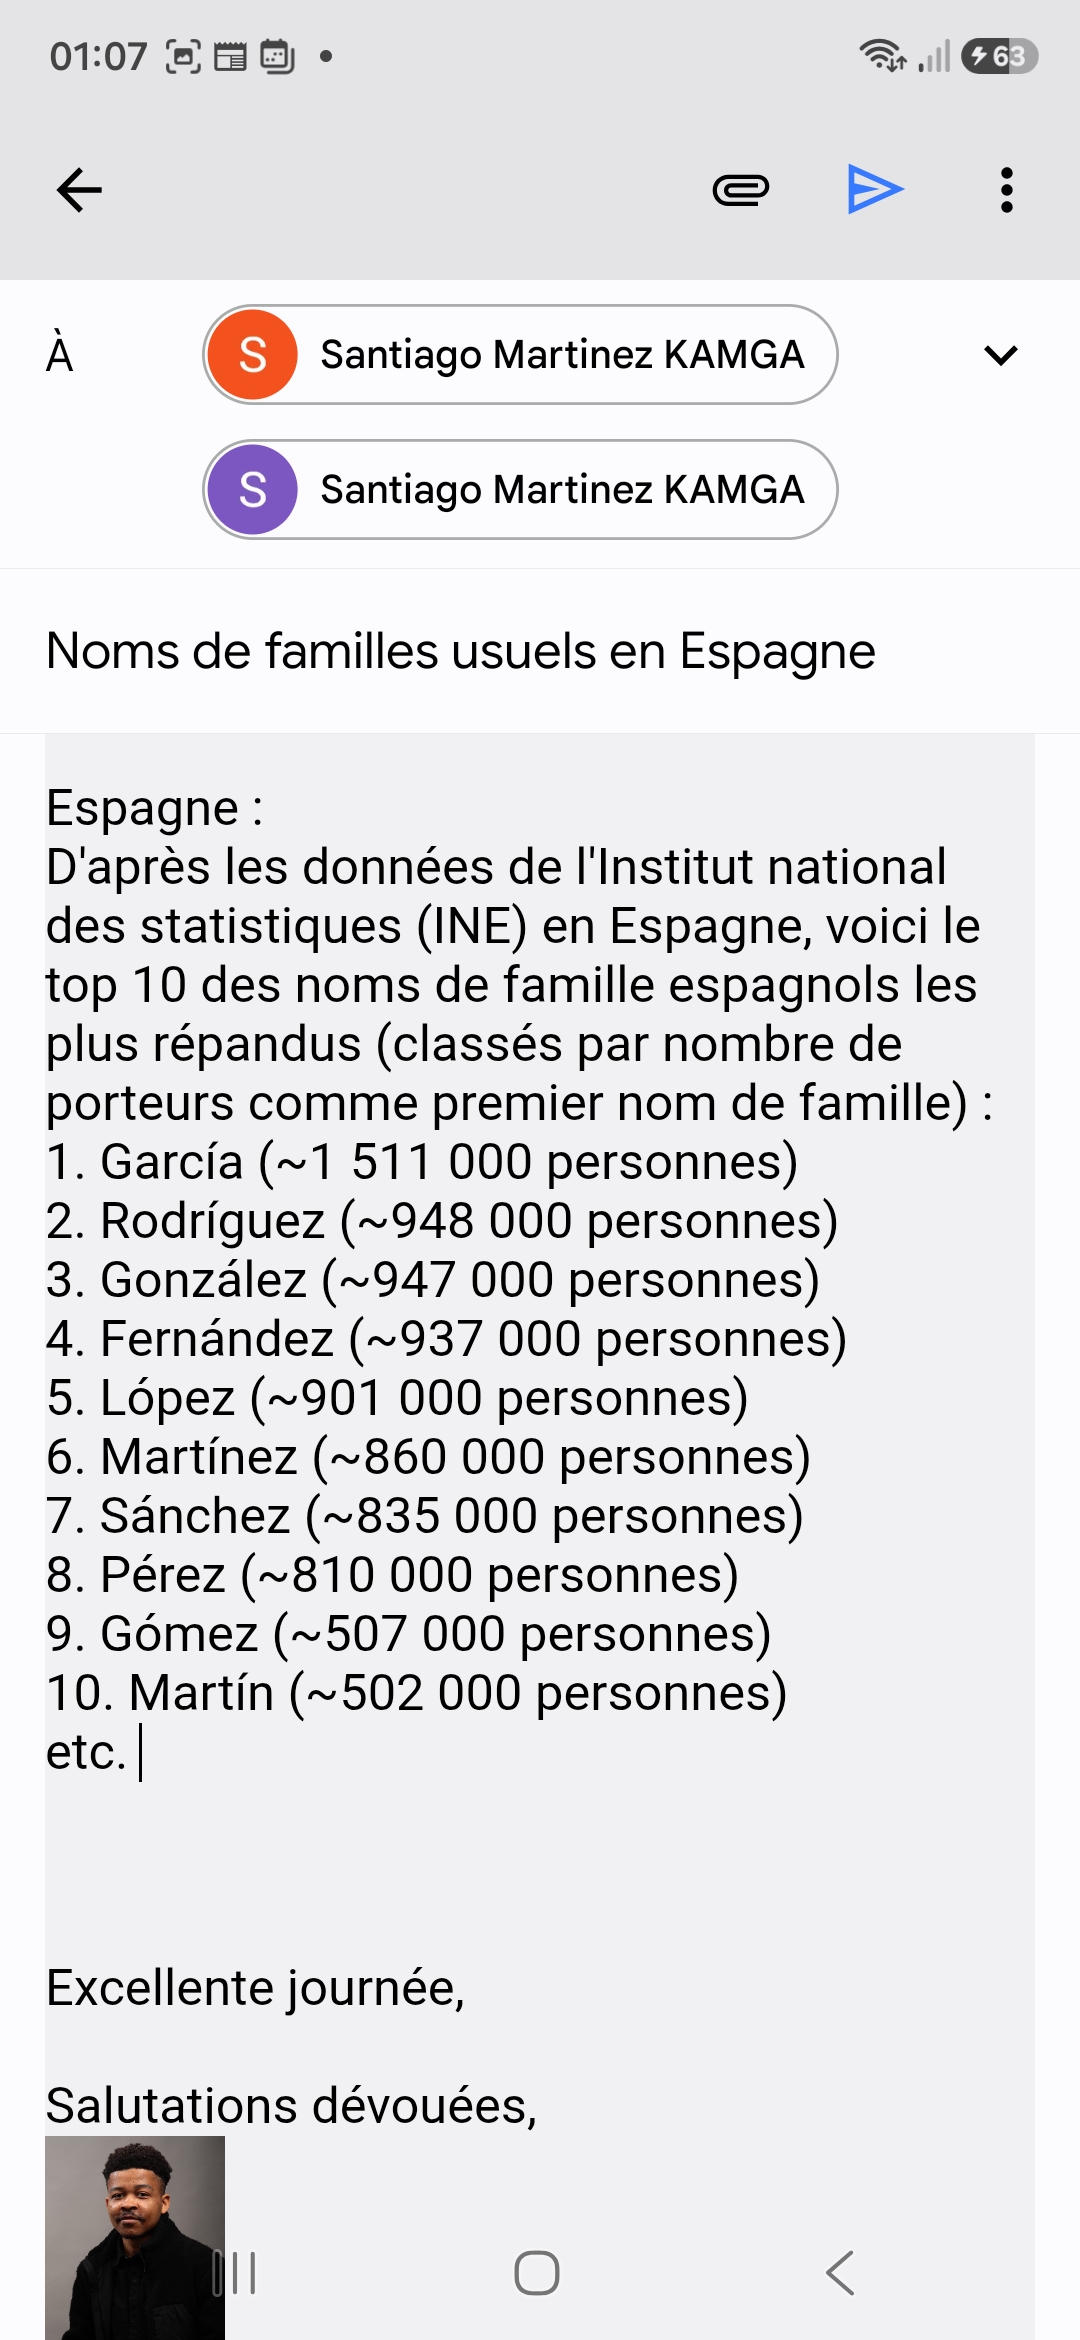 01:07
63
À
S
Santiago Martinez KAMGA
S
Santiago Martinez KAMGA
Noms de familles usuels en Espagne
Espagne :
D'après les données de l'Institut national
des statistiques (INE) en Espagne, voici le
top 10 des noms de famille espagnols les
plus répandus (classés par nombre de
porteurs comme premier nom de famille) :
1. García (~1 511 000 personnes)
2. Rodríguez (~948 000 personnes)
3. González (~947 000 personnes)
4. Fernández (~937 000 personnes)
5. López (~901 000 personnes)
6. Martínez (~860 000 personnes)
7. Sánchez (~835 000 personnes)
8. Pérez (~810 000 personnes)
9. Gómez (~507 000 personnes)
10. Martín (~502 000 personnes)
etc.
Excellente journée,
Salutations dévouées,